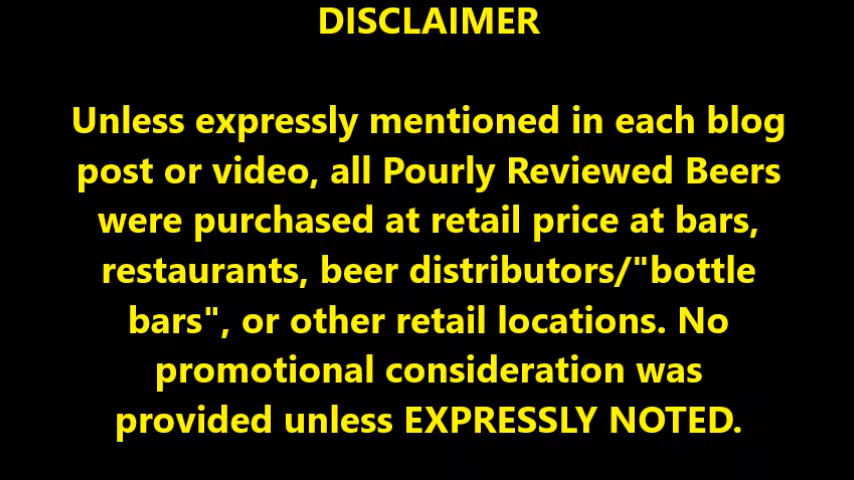 DISCLAIMER
Unless expressly mentioned in each blog
post or video, all Pourly Reviewed Beers
were purchased at retail price at bars,
restaurants, beer distributors/"bottle
bars", or other retail locations. No
promotional consideration was
provided unless EXPRESSLY NOTED.